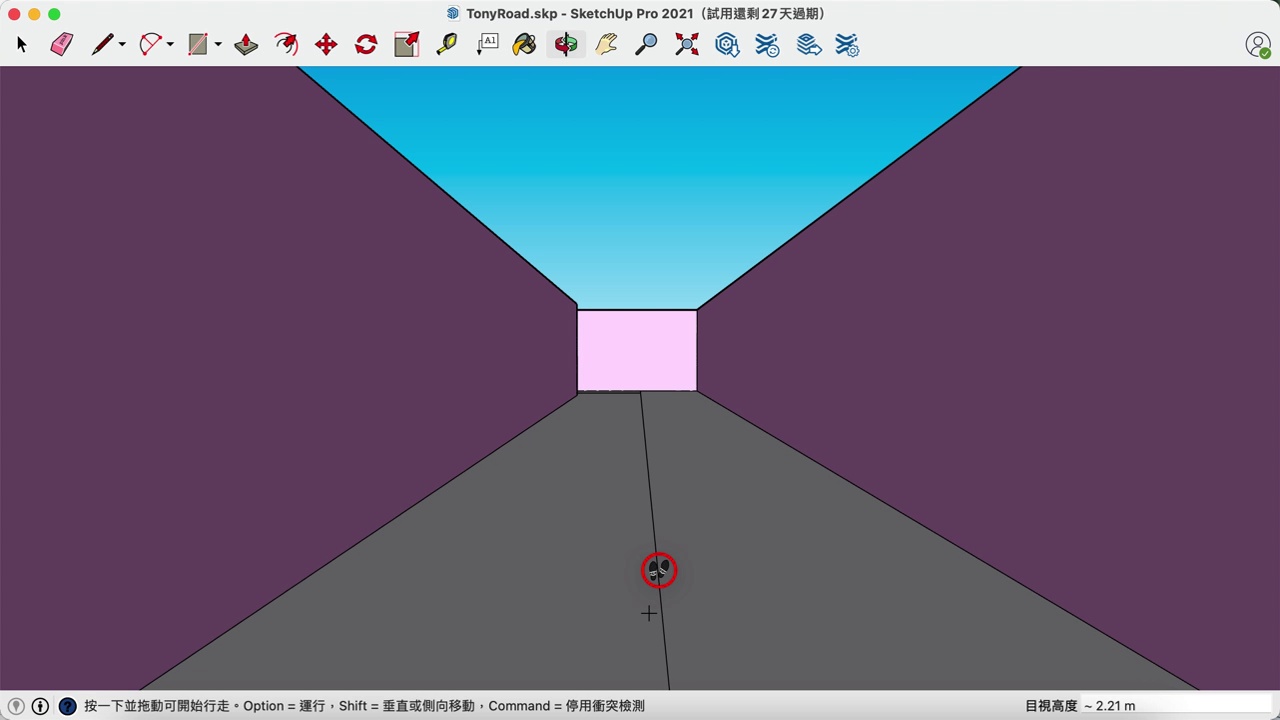 TonyRoad.skp - SketchUp Pro 2021（試用還剩 27 天過期）
A1
按一下並拖動可開始行走。Option = 運行，Shift = 垂直或側向移動，Command = 停用衝突檢測
目視高度 ~ 2.21 m